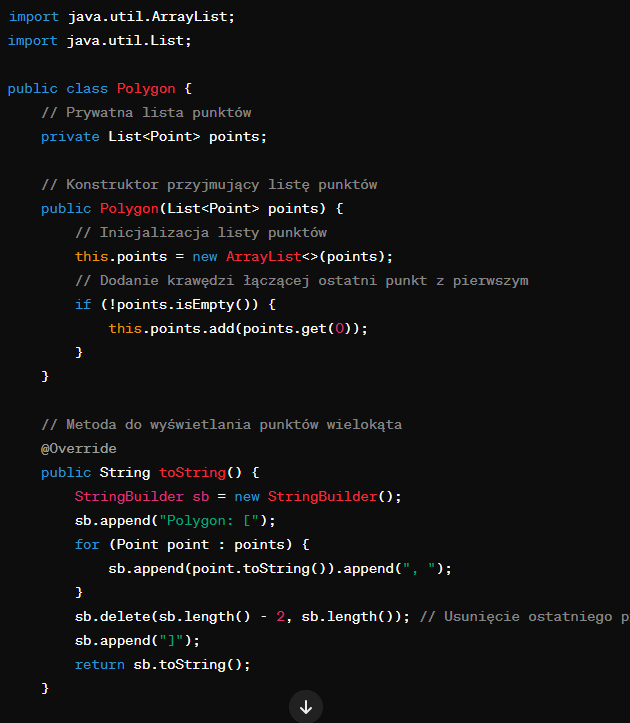 import java.util.ArrayList;
import java.util.List;
public class Polygon {
// Prywatna lista punktów
private List<Point> points;
// Konstruktor przyjmujący listę punktów
public Polygon(List<Point> points) {
// Inicjalizacja listy punktów
this.points = new ArrayList<>(points);
// Dodanie krawędzi łączącej ostatni punkt z pierwszym
if (!points.isEmpty()) {
this.points.add(points.get(0));
}
}
// Metoda do wyświetlania punktów wielokąta
@Override
public String toString() {
StringBuilder sb = new StringBuilder();
sb.append("Polygon: [");
for (Point point : points) {
sb.append(point.toString()).append(", ");
}
sb.delete(sb.length() - 2, sb.length()); // Usunięcie ostatniego p
sb.append("]");
return sb.toString();
}